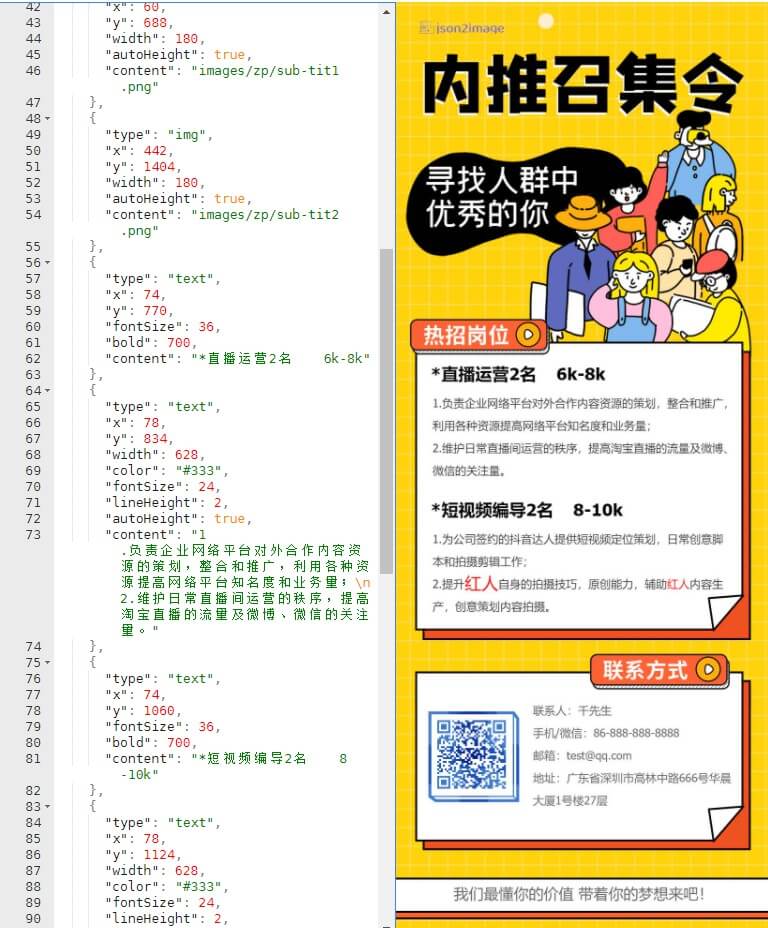 42 "x": 60,
43 "y": 688,
44 "width": 180,
45 "autoHeight": true,
46 "content": "images/zp/sub-tit1
.png"
47 },
48 {
49 "type": "img",
50 "x": 442,
51 "y": 1404,
52 "width": 180,
53 "autoHeight": true,
54 "content": "images/zp/sub-tit2
.png"
55 },
56 {
57 "type": "text",
58 "x": 74,
59 "y": 770,
60 "fontSize": 36,
61 "bold": 700,
62 "content": "*直播运营2名    6k-8k"
63 },
64 {
65 "type": "text",
66 "x": 78,
67 "y": 834,
68 "width": 628,
69 "color": "#333",
70 "fontSize": 24,
71 "lineHeight": 2,
72 "autoHeight": true,
73 "content": "1
.负责企业网络平台对外合作内容资
源的策划，整合和推广，利用各种资
源提高网络平台知名度和业务量；\n
2.维护日常直播间运营的秩序，提高
淘宝直播的流量及微博、微信的关注
量。"
74 },
75 {
76 "type": "text",
77 "x": 74,
78 "y": 1060,
79 "fontSize": 36,
80 "bold": 700,
81 "content": "*短视频编导2名    8
-10k"
82 },
83 {
84 "type": "text",
85 "x": 78,
86 "y": 1124,
87 "width": 628,
88 "color": "#333",
89 "fontSize": 24,
90 "lineHeight": 2,
json2image
内推召集令
寻找人群中
优秀的你
热招岗位
*直播运营2名    6k-8k
1.负责企业网络平台对外合作内容资源的策划，整合和推广，
利用各种资源提高网络平台知名度和业务量；
2.维护日常直播间运营的秩序，提高淘宝直播的流量及微博、
微信的关注量。
*短视频编导2名    8-10k
1.为公司签约的抖音达人提供短视频定位策划，日常创意脚
本和拍摄剪辑工作；
2.提升红人自身的拍摄技巧，原创能力，辅助红人内容生
产，创意策划内容拍摄。
联系方式
联系人：千先生
手机/微信：86-888-888-8888
邮箱：test@qq.com
地址：广东省深圳市高林中路666号华晨
大厦1号楼27层
我们最懂你的价值 带着你的梦想来吧！